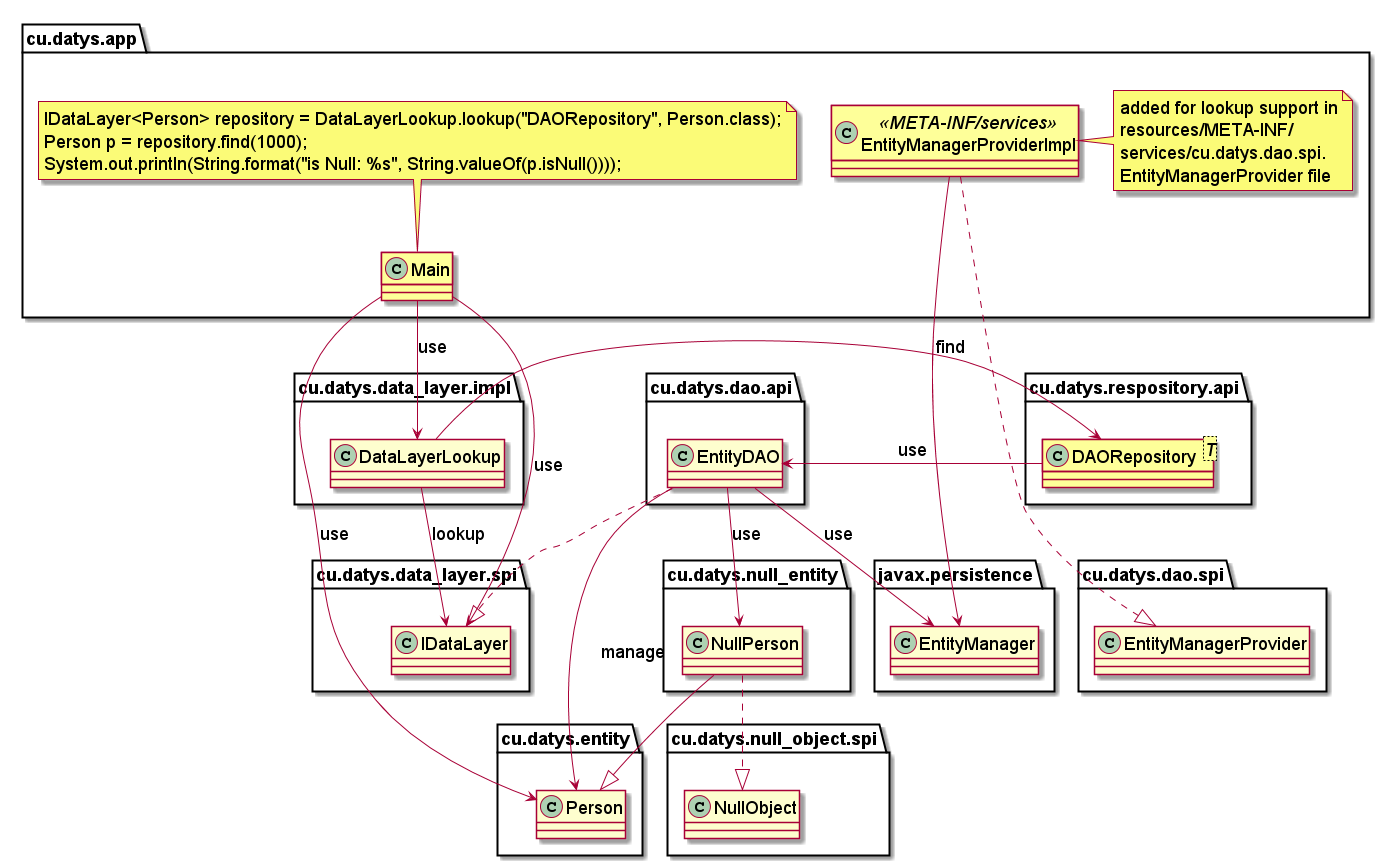 cu.datys.app
IDataLayer<Person> repository = DataLayerLookup.lookup("DAORepository", Person.class);
Person p = repository.find(1000);
System.out.println(String.format("is Null: %s", String.valueOf(p.isNull())));
C
«META-INF/services»
EntityManagerProviderImpl
added for lookup support in
resources/META-INF/
services/cu.datys.dao.spi.
EntityManagerProvider file
C Main
use
find
cu.datys.data_layer.impl
cu.datys.dao.api
cu.datys.respository.api
C DataLayerLookup
C EntityDAO
C DAORepository T
use
use
use
lookup
use
use
cu.datys.data_layer.spi
cu.datys.null_entity
javax.persistence
cu.datys.dao.spi
C IDataLayer
C NullPerson
C EntityManager
C EntityManagerProvider
manage
cu.datys.entity
cu.datys.null_object.spi
C Person
C NullObject